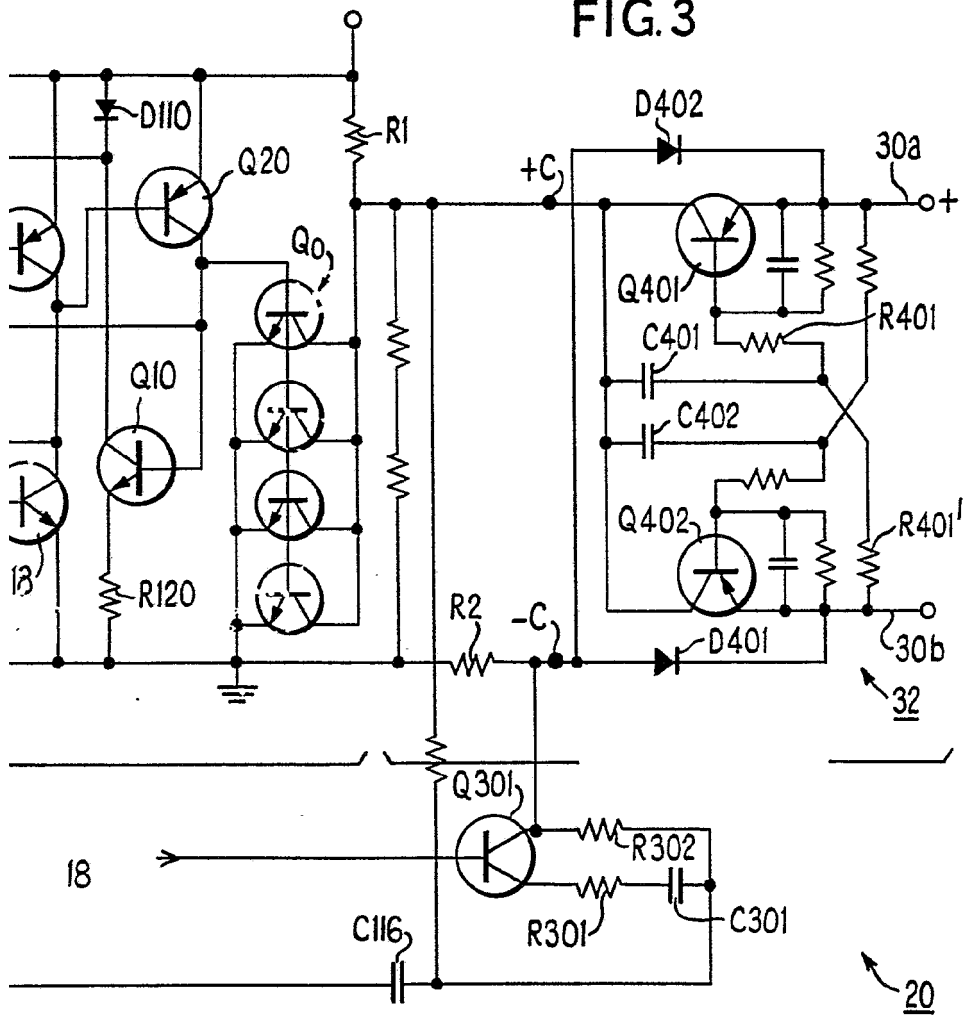 FIG. 3
D110
R1
D402
30a
+C
+
Q20
Q0
Q401
R401
C401
Q10
C402
Q402
R401'
18
R120
R2
-C
D401
30b
32
Q301
18
R302
R301
C301
C116
20